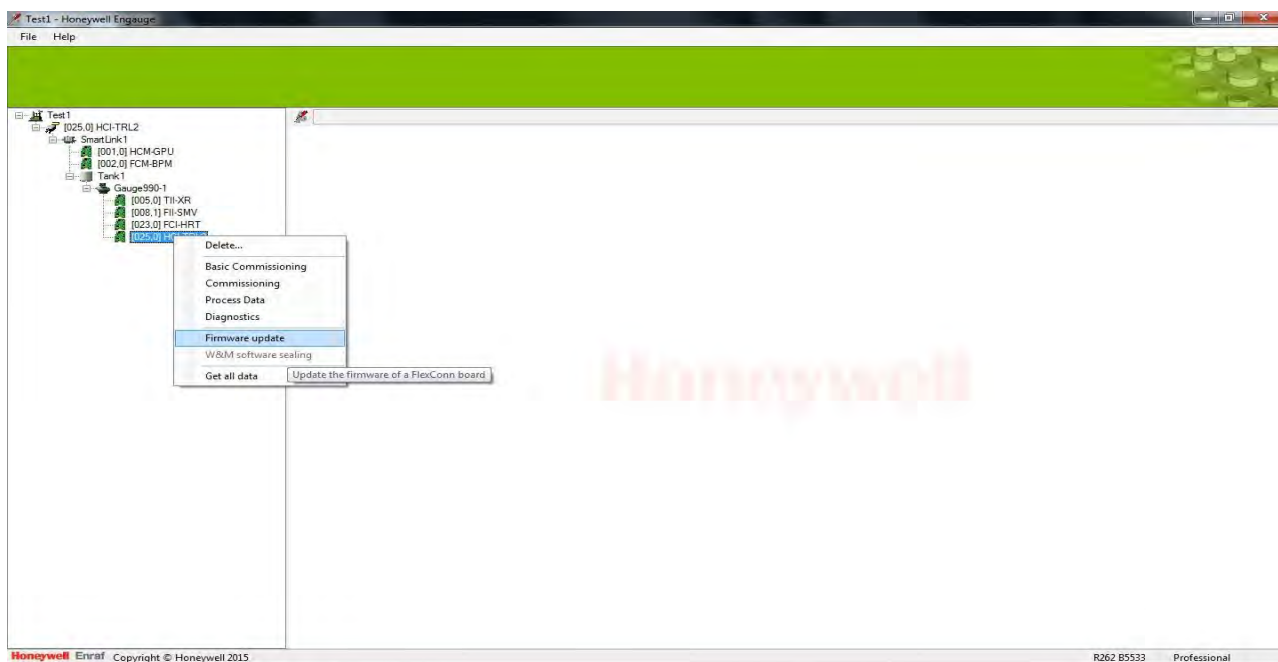 Test1 - Honeywell Engauge
File Help
Test1
[025,0] HCI-TRL2
SmartLink1
[001,0] HCM-GPU
[002,0] FCM-BPM
Tank1
Gauge990-1
[005,0] TII-XR
[008,1] FII-SMV
[023,0] FCI-HRT
[025,0]
Delete...
Basic Commissioning
Commissioning
Process Data
Diagnostics
Firmware update
W&M software sealing
Get all data
Update the firmware of a FlexConn board
Honeywell
Honeywell Enraf Copyright © Honeywell 2015
R262 B5533 Professional